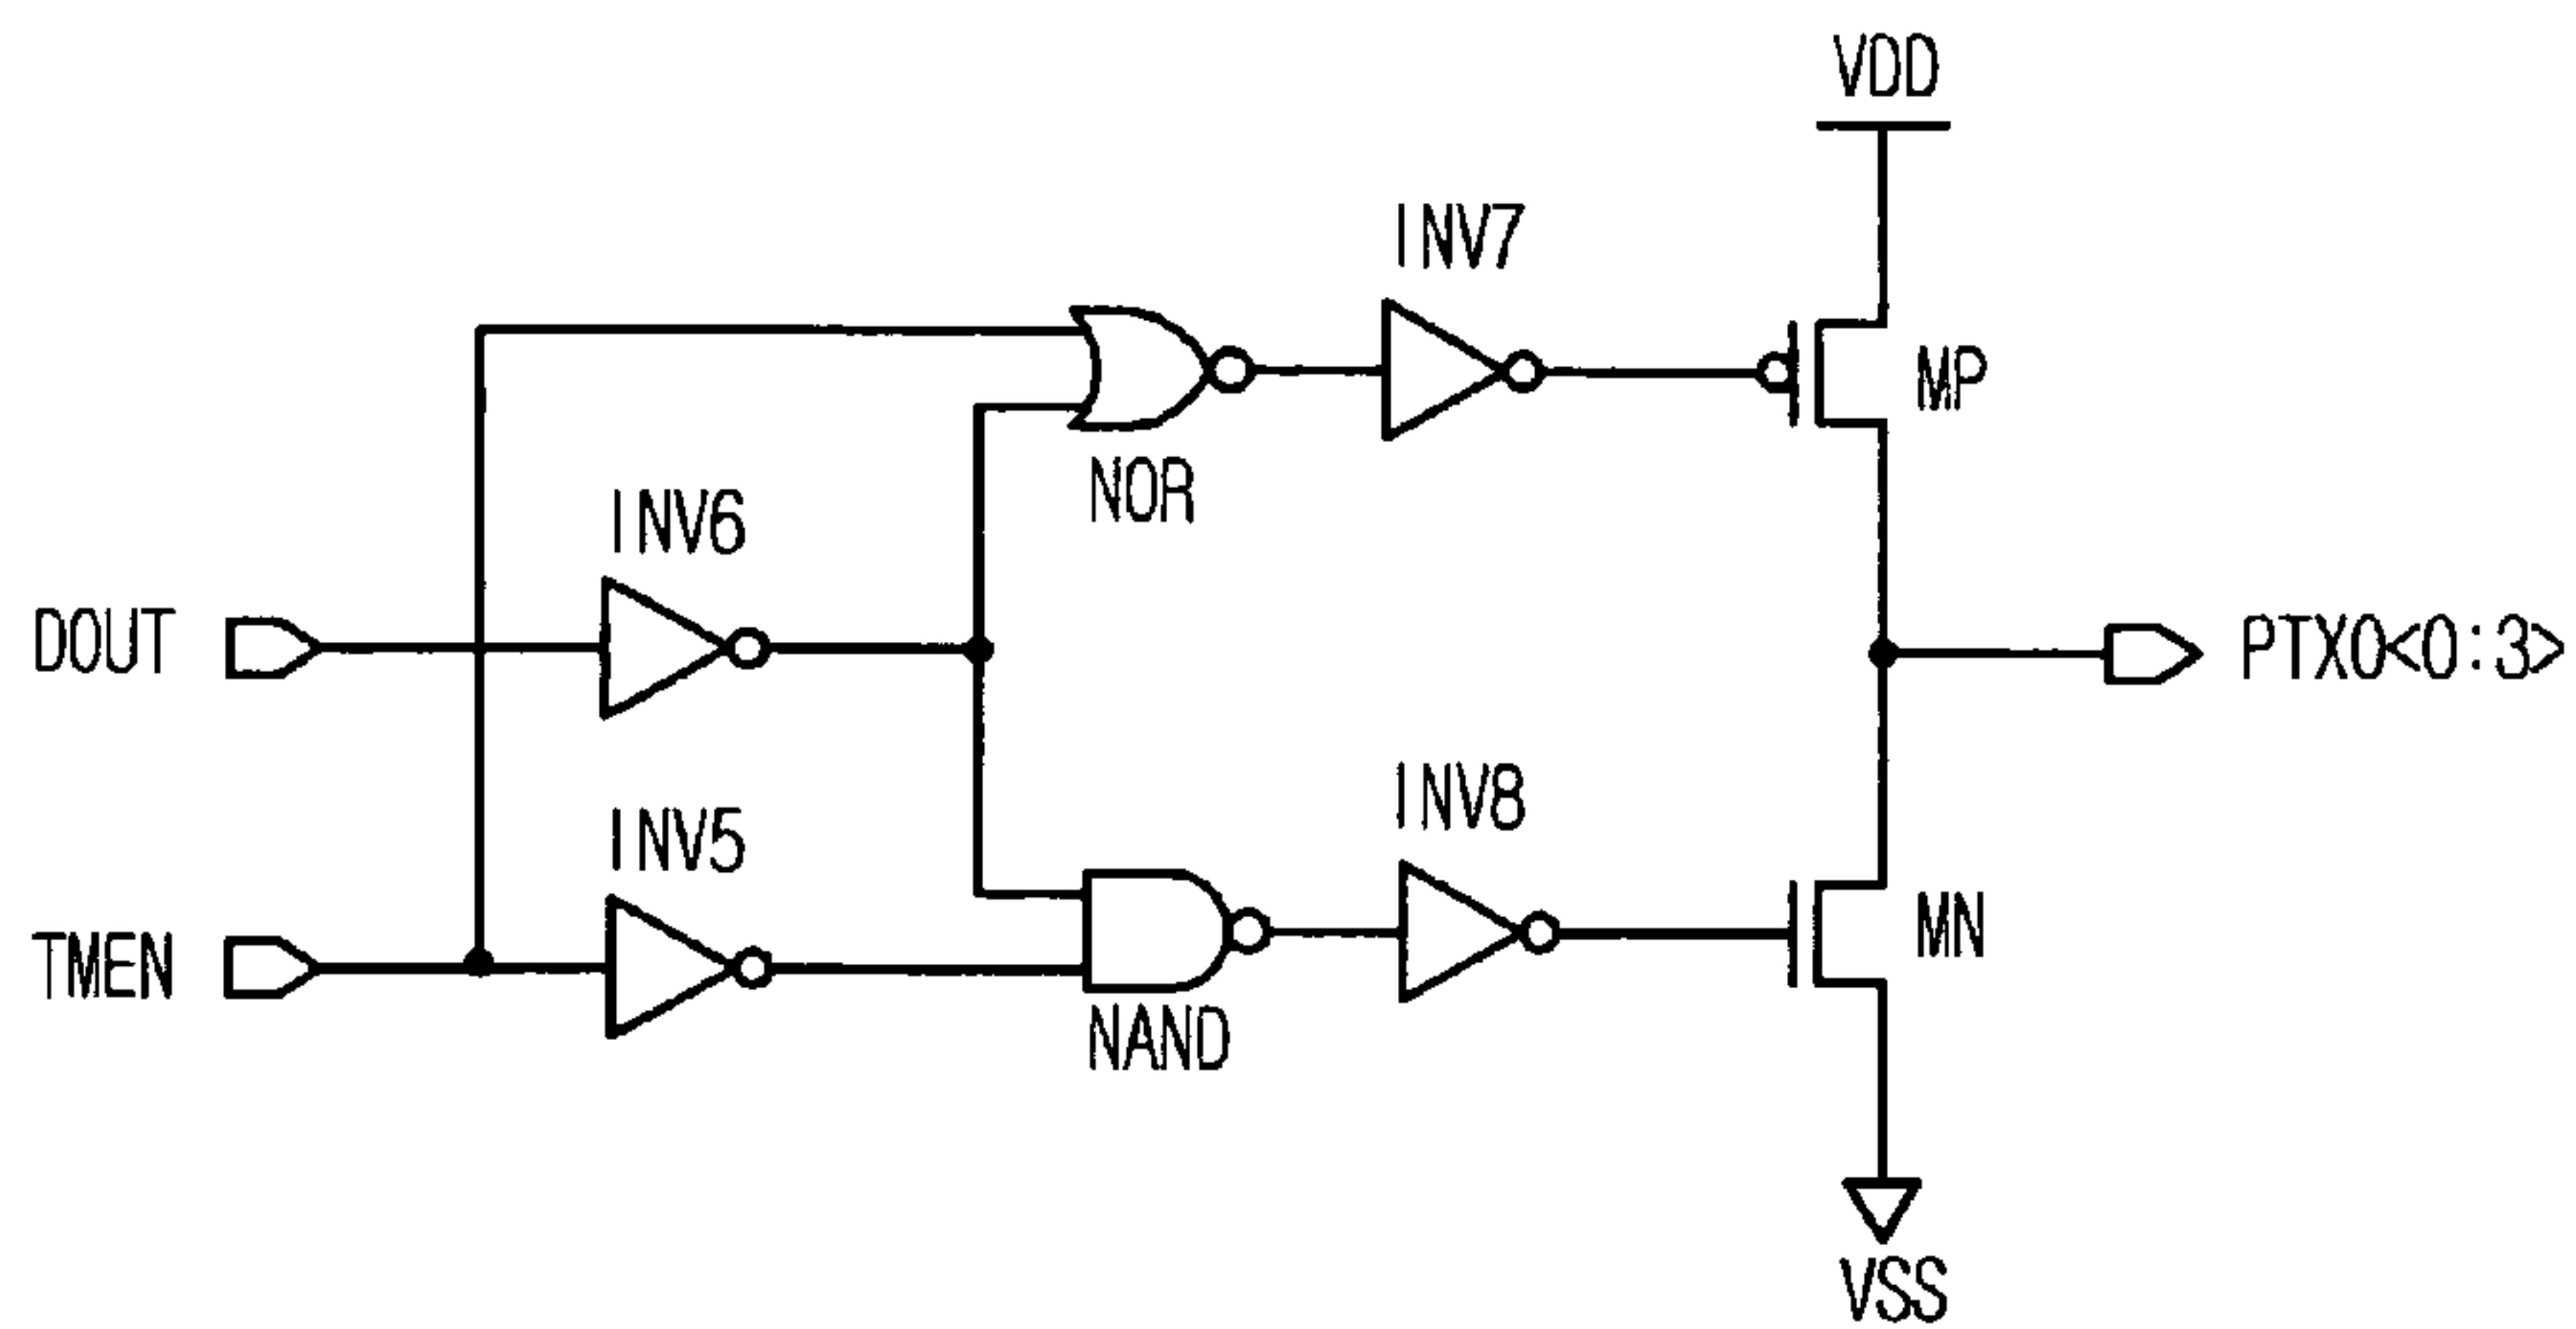 VDD
INV7
MP
NOR
INV6
DOUT
PTX0<0:3>
INV8
INV5
MN
TMEN
NAND
VSS